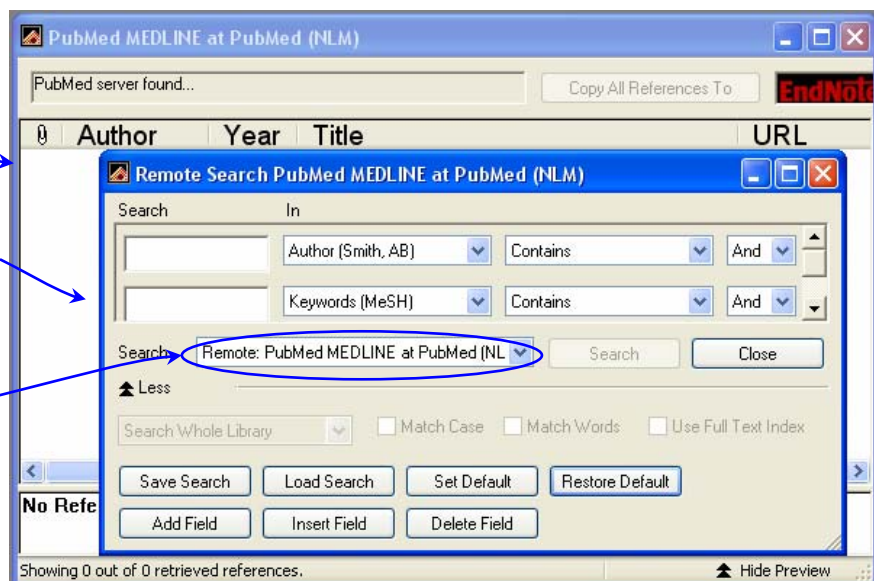 PubMed MEDLINE at PubMed (NLM)
PubMed server found...
Copy All References To
EndNote
Author Year Title URL
Remote Search PubMed MEDLINE at PubMed (NLM)
Search In
Author (Smith, AB) Contains And
Keywords (MeSH) Contains And
Search Remote: PubMed MEDLINE at PubMed (NL Search Close
Less
Search Whole Library Match Case Match Words Use Full Text Index
Save Search Load Search Set Default Restore Default
No Refe
Add Field Insert Field Delete Field
Showing 0 out of 0 retrieved references. Hide Preview